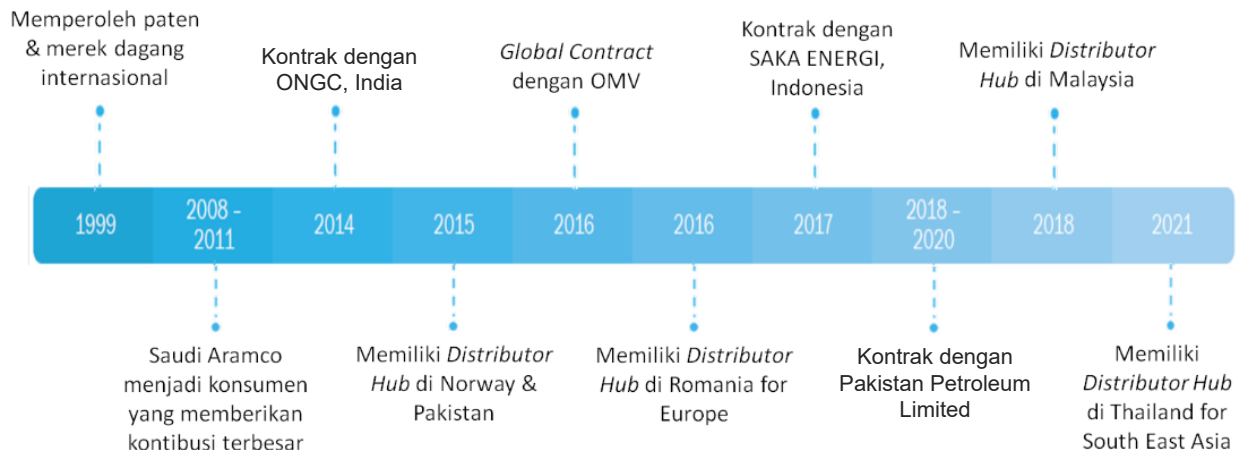 Memperoleh paten
& merek dagang
internasional
Kontrak dengan
ONGC, India
Global Contract
dengan OMV
Kontrak dengan
SAKA ENERGI,
Indonesia
Memiliki Distributor
Hub di Malaysia
1999
2008 -
2011
2014
2015
2016
2016
2017
2018 -
2020
2018
2021
Saudi Aramco
menjadi konsumen
yang memberikan
kontibusi terbesar
Memiliki Distributor
Hub di Norway &
Pakistan
Memiliki Distributor
Hub di Romania for
Europe
Kontrak dengan
Pakistan Petroleum
Limited
Memiliki
Distributor Hub
di Thailand for
South East Asia